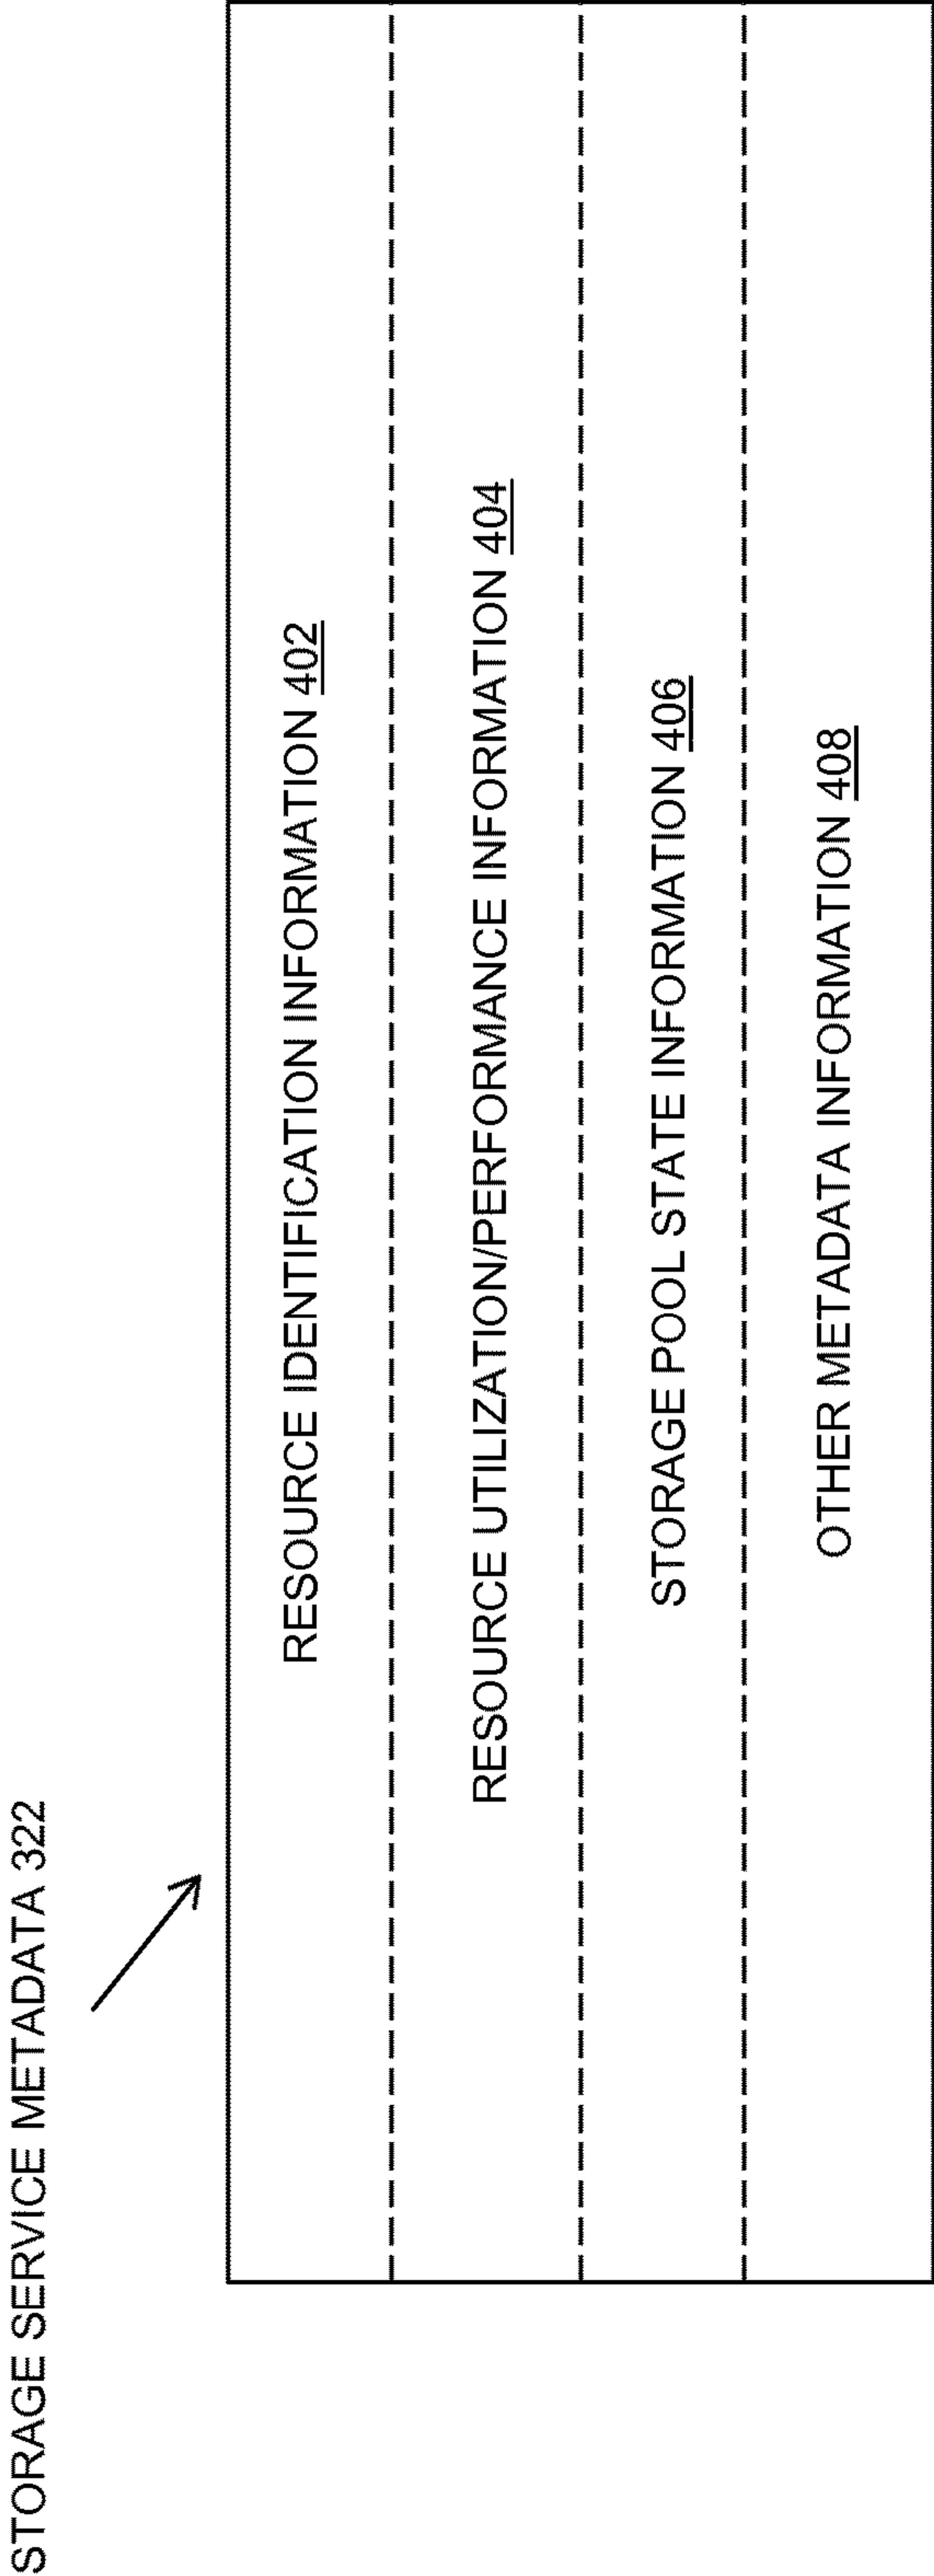 STORAGE SERVICE METADATA 322
RESOURCE IDENTIFICATION INFORMATION 402
RESOURCE UTILIZATION/PERFORMANCE INFORMATION 404
STORAGE POOL STATE INFORMATION 406
OTHER METADATA INFORMATION 408